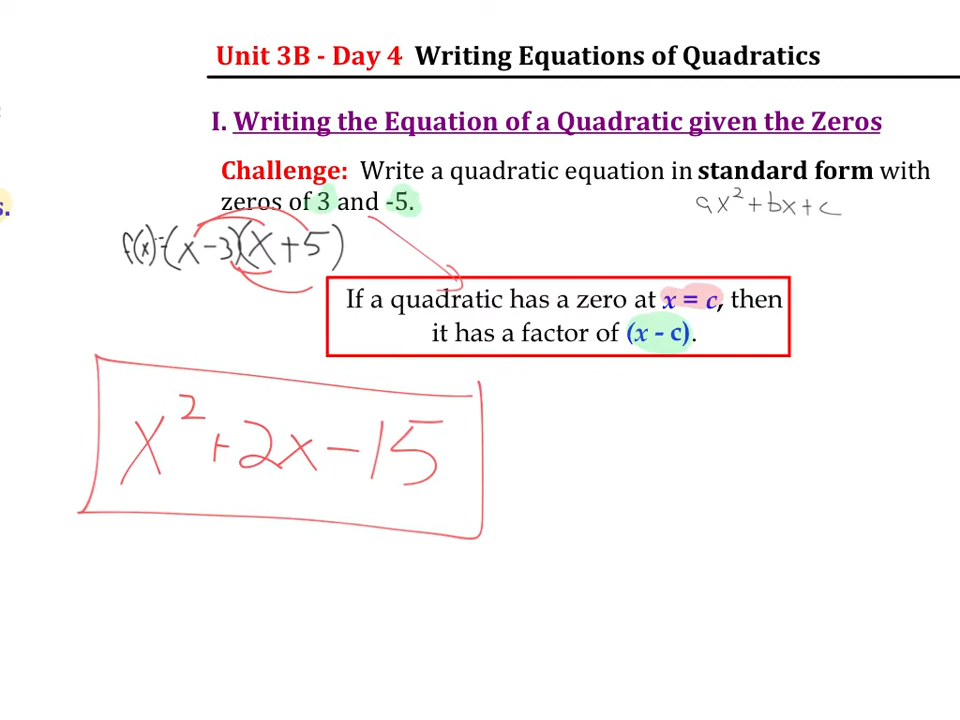 Unit 3B - Day 4 Writing Equations of Quadratics
I. Writing the Equation of a Quadratic given the Zeros
Challenge: Write a quadratic equation in standard form with
zeros of 3 and -5.
ax²+bx+c
s.
f(x)=(x-3)(x+5)
If a quadratic has a zero at x = c, then
it has a factor of (x - c).
x²+2x-15